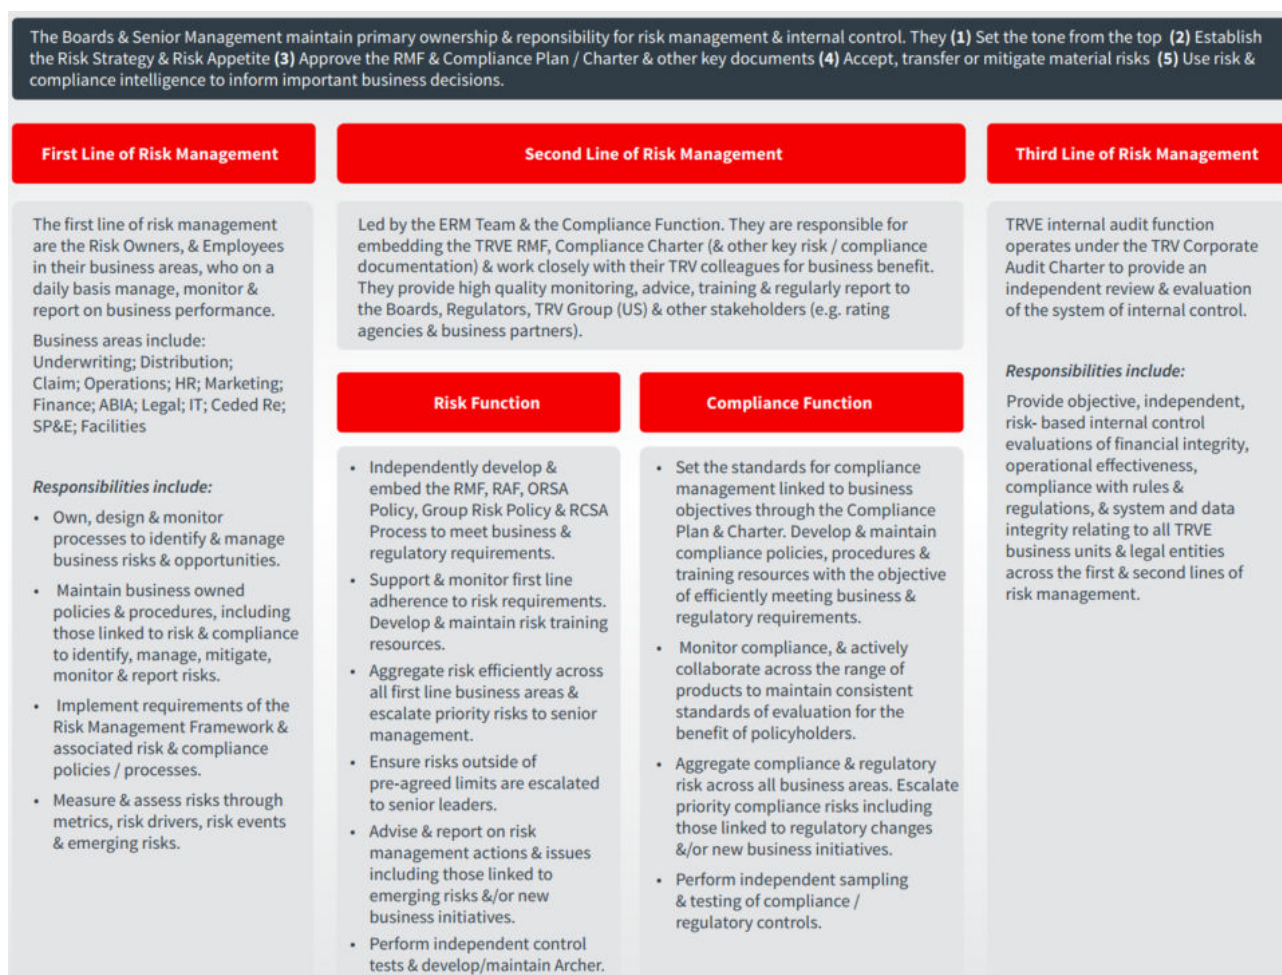 The Boards & Senior Management maintain primary ownership & reponsibility for risk management & internal control. They (1) Set the tone from the top (2) Establish
the Risk Strategy & Risk Appetite (3) Approve the RMF & Compliance Plan / Charter & other key documents (4) Accept, transfer or mitigate material risks (5) Use risk &
compliance intelligence to inform important business decisions.
First Line of Risk Management
The first line of risk management
are the Risk Owners, & Employees
in their business areas, who on a
daily basis manage, monitor &
report on business performance.
Business areas include:
Underwriting; Distribution;
Claim; Operations; HR; Marketing;
Finance; ABIA; Legal; IT; Ceded Re;
SP&E; Facilities
Responsibilities include:
• Own, design & monitor
processes to identify & manage
business risks & opportunities.
• Maintain business owned
policies & procedures, including
those linked to risk & compliance
to identify, manage, mitigate,
monitor & report risks.
• Implement requirements of the
Risk Management Framework &
associated risk & compliance
policies / processes.
• Measure & assess risks through
metrics, risk drivers, risk events
& emerging risks.
Second Line of Risk Management
Led by the ERM Team & the Compliance Function. They are responsible for
embedding the TRVE RMF, Compliance Charter (& other key risk / compliance
documentation) & work closely with their TRV colleagues for business benefit.
They provide high quality monitoring, advice, training & regularly report to
the Boards, Regulators, TRV Group (US) & other stakeholders (e.g. rating
agencies & business partners).
Risk Function
• Independently develop &
embed the RMF, RAF, ORSA
Policy, Group Risk Policy & RCSA
Process to meet business &
regulatory requirements.
• Support & monitor first line
adherence to risk requirements.
Develop & maintain risk training
resources.
• Aggregate risk efficiently across
all first line business areas &
escalate priority risks to senior
management.
• Ensure risks outside of
pre-agreed limits are escalated
to senior leaders.
• Advise & report on risk
management actions & issues
including those linked to
emerging risks &/or new
business initiatives.
• Perform independent control
tests & develop/maintain Archer.
Compliance Function
• Set the standards for compliance
management linked to business
objectives through the Compliance
Plan & Charter. Develop & maintain
compliance policies, procedures &
training resources with the objective
of efficiently meeting business &
regulatory requirements.
• Monitor compliance, & actively
collaborate across the range of
products to maintain consistent
standards of evaluation for the
benefit of policyholders.
• Aggregate compliance & regulatory
risk across all business areas. Escalate
priority compliance risks including
those linked to regulatory changes
&/or new business initiatives.
• Perform independent sampling
& testing of compliance /
regulatory controls.
Third Line of Risk Management
TRVE internal audit function
operates under the TRV Corporate
Audit Charter to provide an
independent review & evaluation
of the system of internal control.
Responsibilities include:
Provide objective, independent,
risk- based internal control
evaluations of financial integrity,
operational effectiveness,
compliance with rules &
regulations, & system and data
integrity relating to all TRVE
business units & legal entities
across the first & second lines of
risk management.